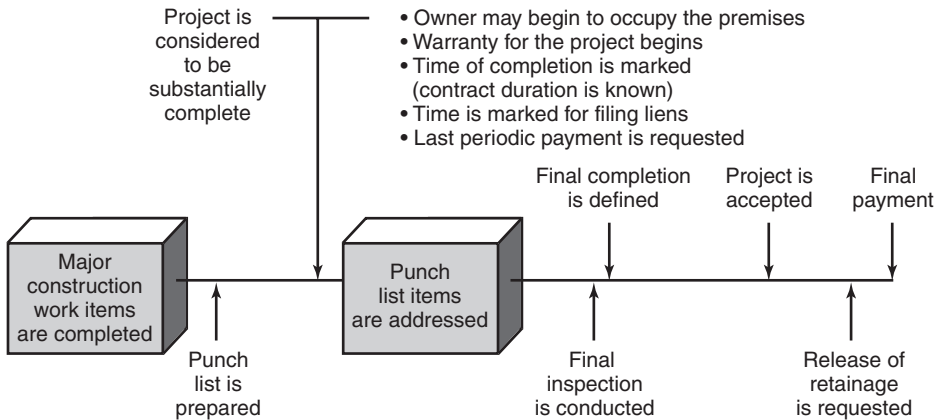 Project is
considered
to be
substantially
complete
• Owner may begin to occupy the premises
• Warranty for the project begins
• Time of completion is marked
(contract duration is known)
• Time is marked for filing liens
• Last periodic payment is requested
Final completion
is defined
Project is
accepted
Final
payment
Major
construction
work items
are completed
Punch
list items
are addressed
Punch
list is
prepared
Final
inspection
is conducted
Release of
retainage
is requested